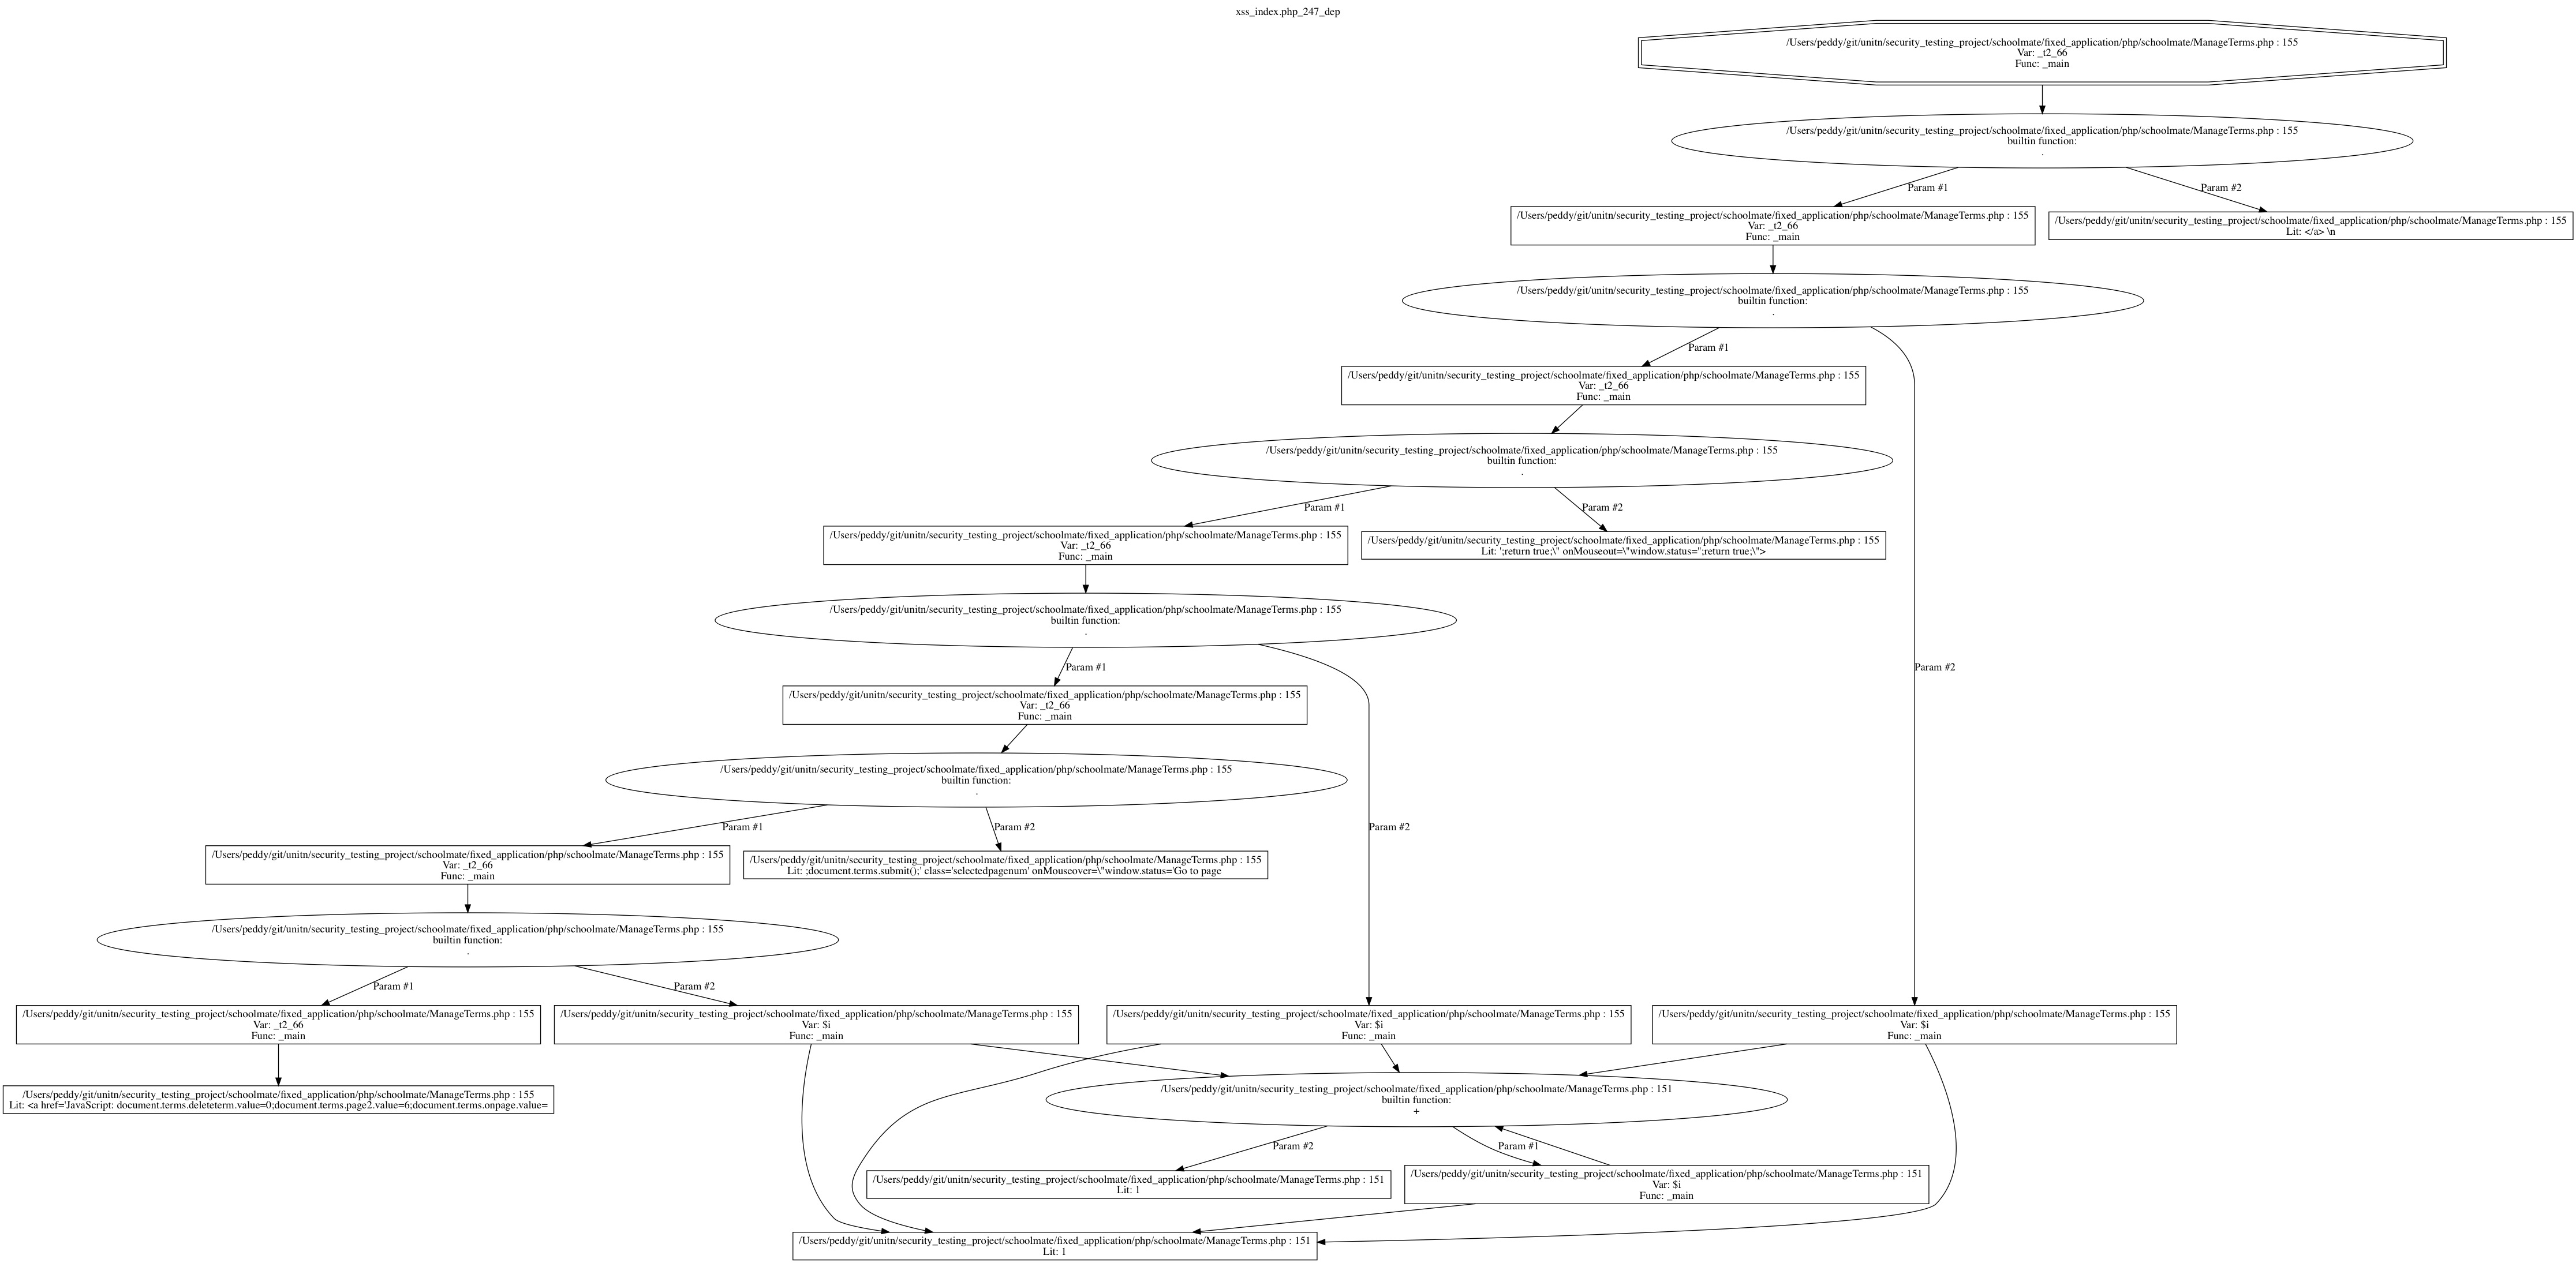 xss_index.php_247_dep
/Users/peddy/git/unitn/security_testing_project/schoolmate/fixed_application/php/schoolmate/ManageTerms.php : 155
Var: _t2_66
Func: _main
/Users/peddy/git/unitn/security_testing_project/schoolmate/fixed_application/php/schoolmate/ManageTerms.php : 155
builtin function:
.
Param #1
Param #2
/Users/peddy/git/unitn/security_testing_project/schoolmate/fixed_application/php/schoolmate/ManageTerms.php : 155
Var: _t2_66
Func: _main
/Users/peddy/git/unitn/security_testing_project/schoolmate/fixed_application/php/schoolmate/ManageTerms.php : 155
Lit: </a> \n
/Users/peddy/git/unitn/security_testing_project/schoolmate/fixed_application/php/schoolmate/ManageTerms.php : 155
builtin function:
.
Param #1
/Users/peddy/git/unitn/security_testing_project/schoolmate/fixed_application/php/schoolmate/ManageTerms.php : 155
Var: _t2_66
Func: _main
/Users/peddy/git/unitn/security_testing_project/schoolmate/fixed_application/php/schoolmate/ManageTerms.php : 155
builtin function:
.
Param #1
Param #2
/Users/peddy/git/unitn/security_testing_project/schoolmate/fixed_application/php/schoolmate/ManageTerms.php : 155
Var: _t2_66
Func: _main
/Users/peddy/git/unitn/security_testing_project/schoolmate/fixed_application/php/schoolmate/ManageTerms.php : 155
Lit: ';return true;\" onMouseout=\"window.status='';return true;\">
/Users/peddy/git/unitn/security_testing_project/schoolmate/fixed_application/php/schoolmate/ManageTerms.php : 155
builtin function:
.
Param #1
Param #2
/Users/peddy/git/unitn/security_testing_project/schoolmate/fixed_application/php/schoolmate/ManageTerms.php : 155
Var: _t2_66
Func: _main
/Users/peddy/git/unitn/security_testing_project/schoolmate/fixed_application/php/schoolmate/ManageTerms.php : 155
builtin function:
.
Param #1
Param #2
Param #2
/Users/peddy/git/unitn/security_testing_project/schoolmate/fixed_application/php/schoolmate/ManageTerms.php : 155
Var: _t2_66
Func: _main
/Users/peddy/git/unitn/security_testing_project/schoolmate/fixed_application/php/schoolmate/ManageTerms.php : 155
Lit: ;document.terms.submit();' class='selectedpagenum' onMouseover=\"window.status='Go to page
/Users/peddy/git/unitn/security_testing_project/schoolmate/fixed_application/php/schoolmate/ManageTerms.php : 155
builtin function:
.
Param #1
Param #2
/Users/peddy/git/unitn/security_testing_project/schoolmate/fixed_application/php/schoolmate/ManageTerms.php : 155
Var: _t2_66
Func: _main
/Users/peddy/git/unitn/security_testing_project/schoolmate/fixed_application/php/schoolmate/ManageTerms.php : 155
Var: $i
Func: _main
/Users/peddy/git/unitn/security_testing_project/schoolmate/fixed_application/php/schoolmate/ManageTerms.php : 155
Var: $i
Func: _main
/Users/peddy/git/unitn/security_testing_project/schoolmate/fixed_application/php/schoolmate/ManageTerms.php : 155
Var: $i
Func: _main
/Users/peddy/git/unitn/security_testing_project/schoolmate/fixed_application/php/schoolmate/ManageTerms.php : 155
Lit: <a href='JavaScript: document.terms.deleteterm.value=0;document.terms.page2.value=6;document.terms.onpage.value=
/Users/peddy/git/unitn/security_testing_project/schoolmate/fixed_application/php/schoolmate/ManageTerms.php : 151
builtin function:
+
Param #2
Param #1
/Users/peddy/git/unitn/security_testing_project/schoolmate/fixed_application/php/schoolmate/ManageTerms.php : 151
Lit: 1
/Users/peddy/git/unitn/security_testing_project/schoolmate/fixed_application/php/schoolmate/ManageTerms.php : 151
Var: $i
Func: _main
/Users/peddy/git/unitn/security_testing_project/schoolmate/fixed_application/php/schoolmate/ManageTerms.php : 151
Lit: 1